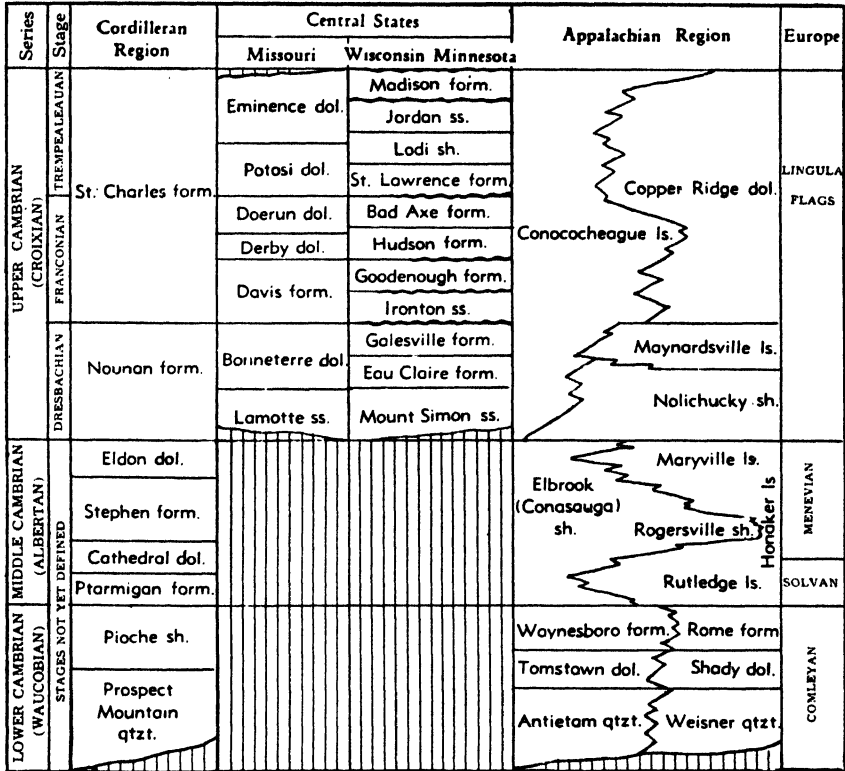 Series
Stage
Cordilleran
Region
Central States
Missouri
Wisconsin Minnesota
Appalachian Region
Europe
UPPER CAMBRIAN
(CROIXIAN)
TREMPEALEAUAN
FRANCONIAN
DRESBACHIAN
St. Charles form.
Nounan form.
Eminence dol.
Potosi dol.
Doerun dol.
Derby dol.
Davis form.
Bonneterre dol.
Lamotte ss.
Madison form.
Jordan ss.
Lodi sh.
St. Lawrence form.
Bad Axe form.
Hudson form.
Goodenough form.
Ironton ss.
Galesville form.
Eau Claire form.
Mount Simon ss.
Copper Ridge dol.
Conococheague ls.
Maynardsville ls.
Nolichucky sh.
LINGULA
FLAGS
MIDDLE CAMBRIAN
(ALBERTAN)
STAGES NOT YET DEFINED
Eldon dol.
Stephen form.
Cathedral dol.
Ptarmigan form.
Maryville ls.
Elbrook
(Conasauga)
sh.
Rogersville sh.
Honaker ls
Rutledge ls.
MENEVIAN
SOLVAN
LOWER CAMBRIAN
(WAUCOBIAN)
Pioche sh.
Prospect
Mountain
qtzt.
Waynesboro form.
Rome form
Tomstawn dol.
Shady dol.
Antietam qtzt.
Weisner qtzt.
COMLEYAN